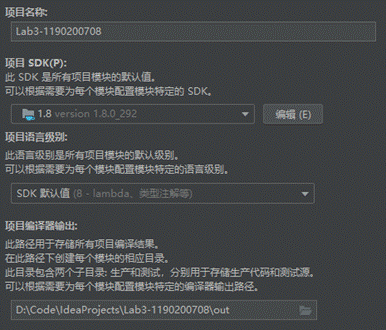 项目名称:
Lab3-1190200708
项目 SDK(P):
此 SDK 是所有项目模块的默认值。
可以根据需要为每个模块配置模块特定的 SDK。
1.8 version 1.8.0_292
编辑 (E)
项目语言级别:
此语言级别是所有项目模块的默认级别。
可以根据需要为每个模块配置模块特定的语言级别。
SDK 默认值 (8 - lambda、类型注解等)
项目编译器输出:
此路径用于存储所有项目编译结果。
在此路径下创建每个模块的相应目录。
此目录包含两个子目录: 生产和测试，分别用于存储生产代码和测试源。
可以根据需要为每个模块配置模块特定的编译器输出路径。
D:\Code\IdeaProjects\Lab3-1190200708\out